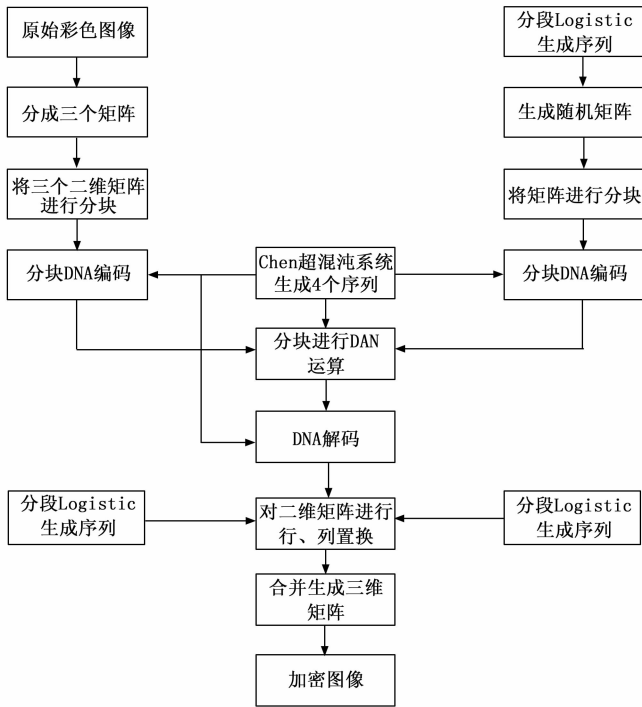 原始彩色图像
分成三个矩阵
将三个二维矩阵
进行分块
分块DNA编码
分段Logistic
生成序列
生成随机矩阵
将矩阵进行分块
分块DNA编码
Chen超混沌系统
生成4个序列
分块进行DAN
运算
DNA解码
分段Logistic
生成序列
对二维矩阵进行
行、列置换
分段Logistic
生成序列
合并生成三维
矩阵
加密图像